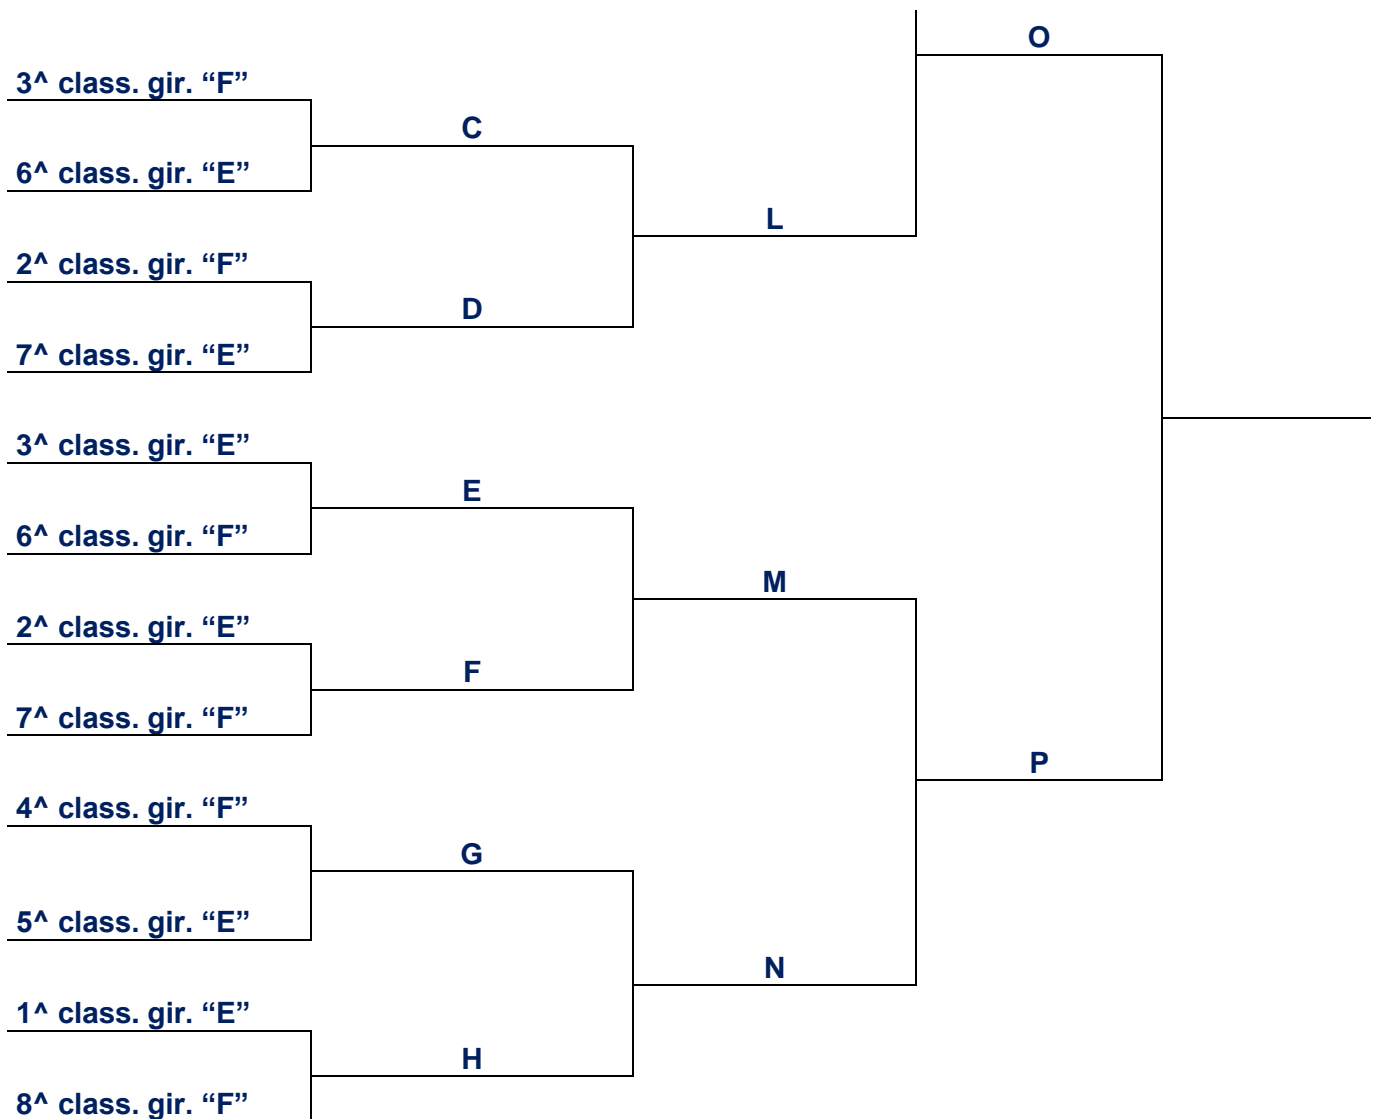 O
3^ class. gir. “F”
C
6^ class. gir. “E”
L
2^ class. gir. “F”
D
7^ class. gir. “E”
3^ class. gir. “E”
E
6^ class. gir. “F”
M
2^ class. gir. “E”
F
7^ class. gir. “F”
P
4^ class. gir. “F”
G
5^ class. gir. “E”
N
1^ class. gir. “E”
H
8^ class. gir. “F”